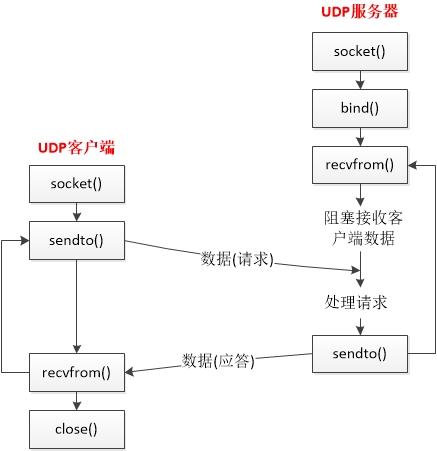 UDP服务器
socket()
bind()
recvfrom()
阻塞接收客
户端数据
处理请求
sendto()
UDP客户端
socket()
sendto()
数据(请求)
数据(应答)
recvfrom()
close()